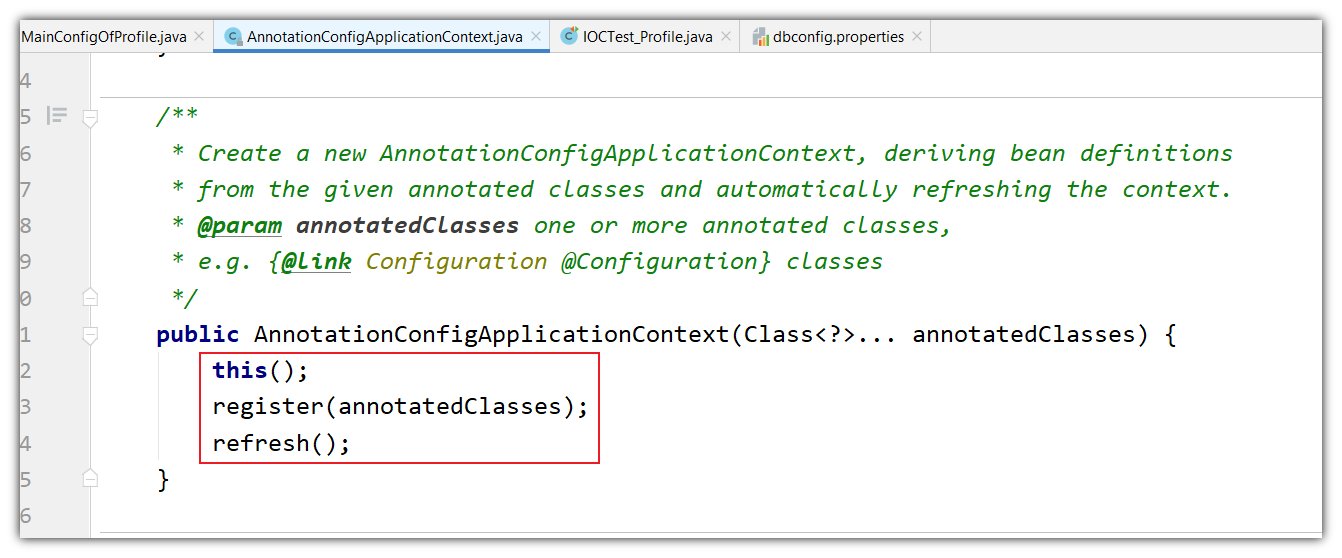 MainConfigOfProfile.java AnnotationConfigApplicationContext.java IOCTest_Profile.java dbconfig.properties
4
5 /**
6 * Create a new AnnotationConfigApplicationContext, deriving bean definitions
7 * from the given annotated classes and automatically refreshing the context.
8 * @param annotatedClasses one or more annotated classes,
9 * e.g. {@link Configuration @Configuration} classes
0 */
1 public AnnotationConfigApplicationContext(Class<?>... annotatedClasses) {
2 this();
3 register(annotatedClasses);
4 refresh();
5 }
6